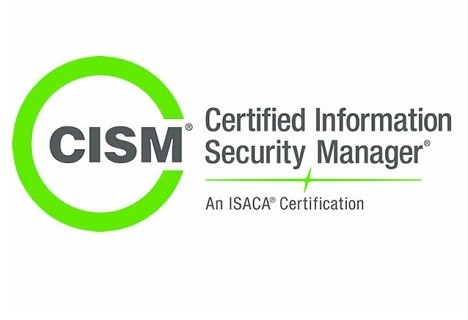 CISM®
Certified Information
Security Manager®
An ISACA® Certification